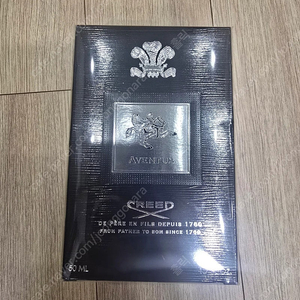 AVENTUS
CREED
DE PÈRE EN FILS DEPUIS 1760
FROM FATHER TO SON SINCE 1760
50 ML